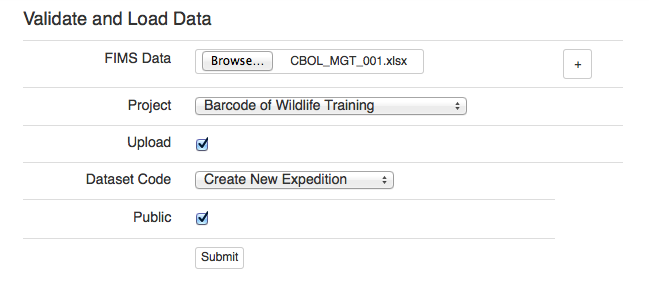 Validate and Load Data
FIMS Data Browse... CBOL_MGT_001.xlsx +
Project Barcode of Wildlife Training
Upload
Dataset Code Create New Expedition
Public
Submit